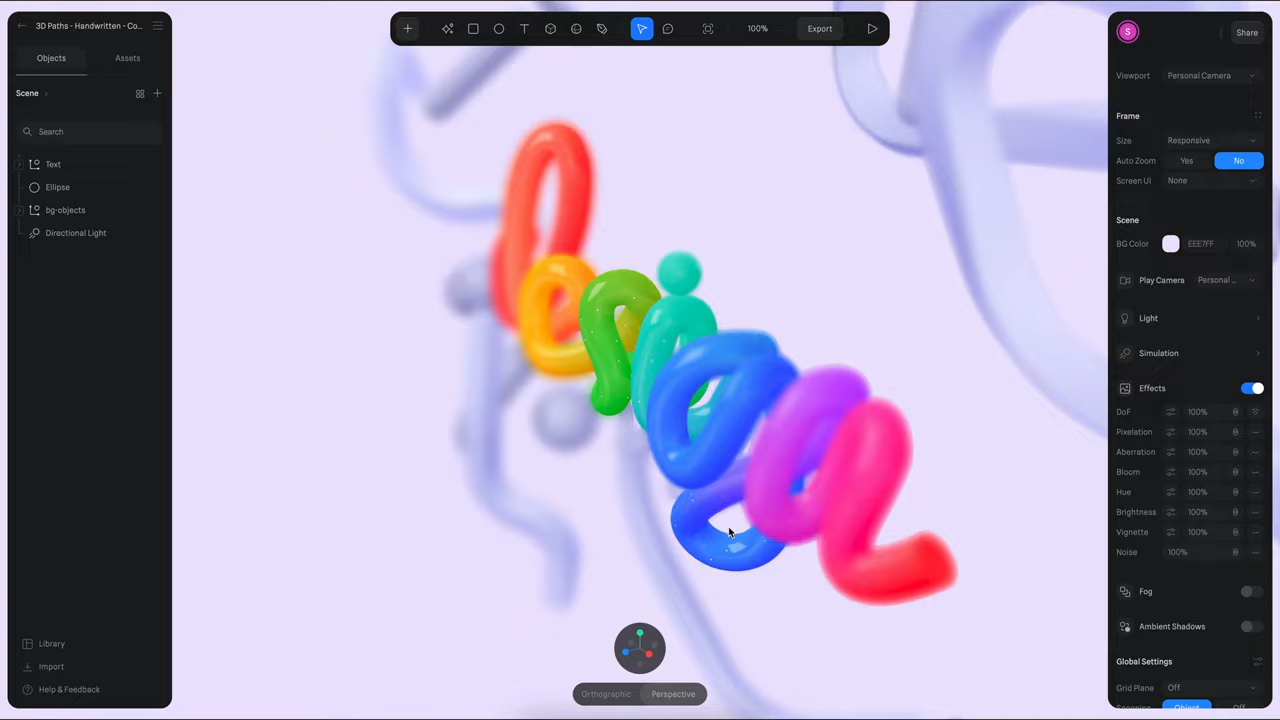 3D Paths - Handwritten - Co...
Objects
Assets
Scene
Search
Text
Ellipse
bg-objects
Directional Light
Library
Import
Help & Feedback
T
100%
Export
Orthographic
Perspective
S
Share
Viewport
Personal Camera
Frame
Size
Responsive
Auto Zoom
Yes
No
Screen UI
None
Scene
BG Color
EEE7FF
100%
Play Camera
Personal ...
Light
Simulation
Effects
DoF
100%
Pixelation
100%
Aberration
100%
Bloom
100%
Hue
100%
Brightness
100%
Vignette
100%
Noise
100%
Fog
Ambient Shadows
Global Settings
Grid Plane
Off
Snapping
Object
Off